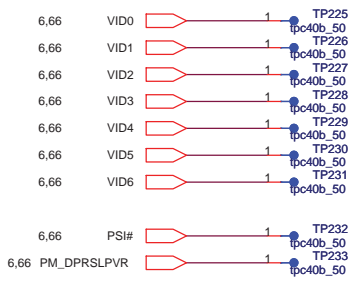 6,66 VID0 1 TP225
tpc40b_50
6,66 VID1 1 TP226
tpc40b_50
6,66 VID2 1 TP227
tpc40b_50
6,66 VID3 1 TP228
tpc40b_50
6,66 VID4 1 TP229
tpc40b_50
6,66 VID5 1 TP230
tpc40b_50
6,66 VID6 1 TP231
tpc40b_50
6,66 PSI# 1 TP232
tpc40b_50
6,66 PM_DPRSLPVR 1 TP233
tpc40b_50